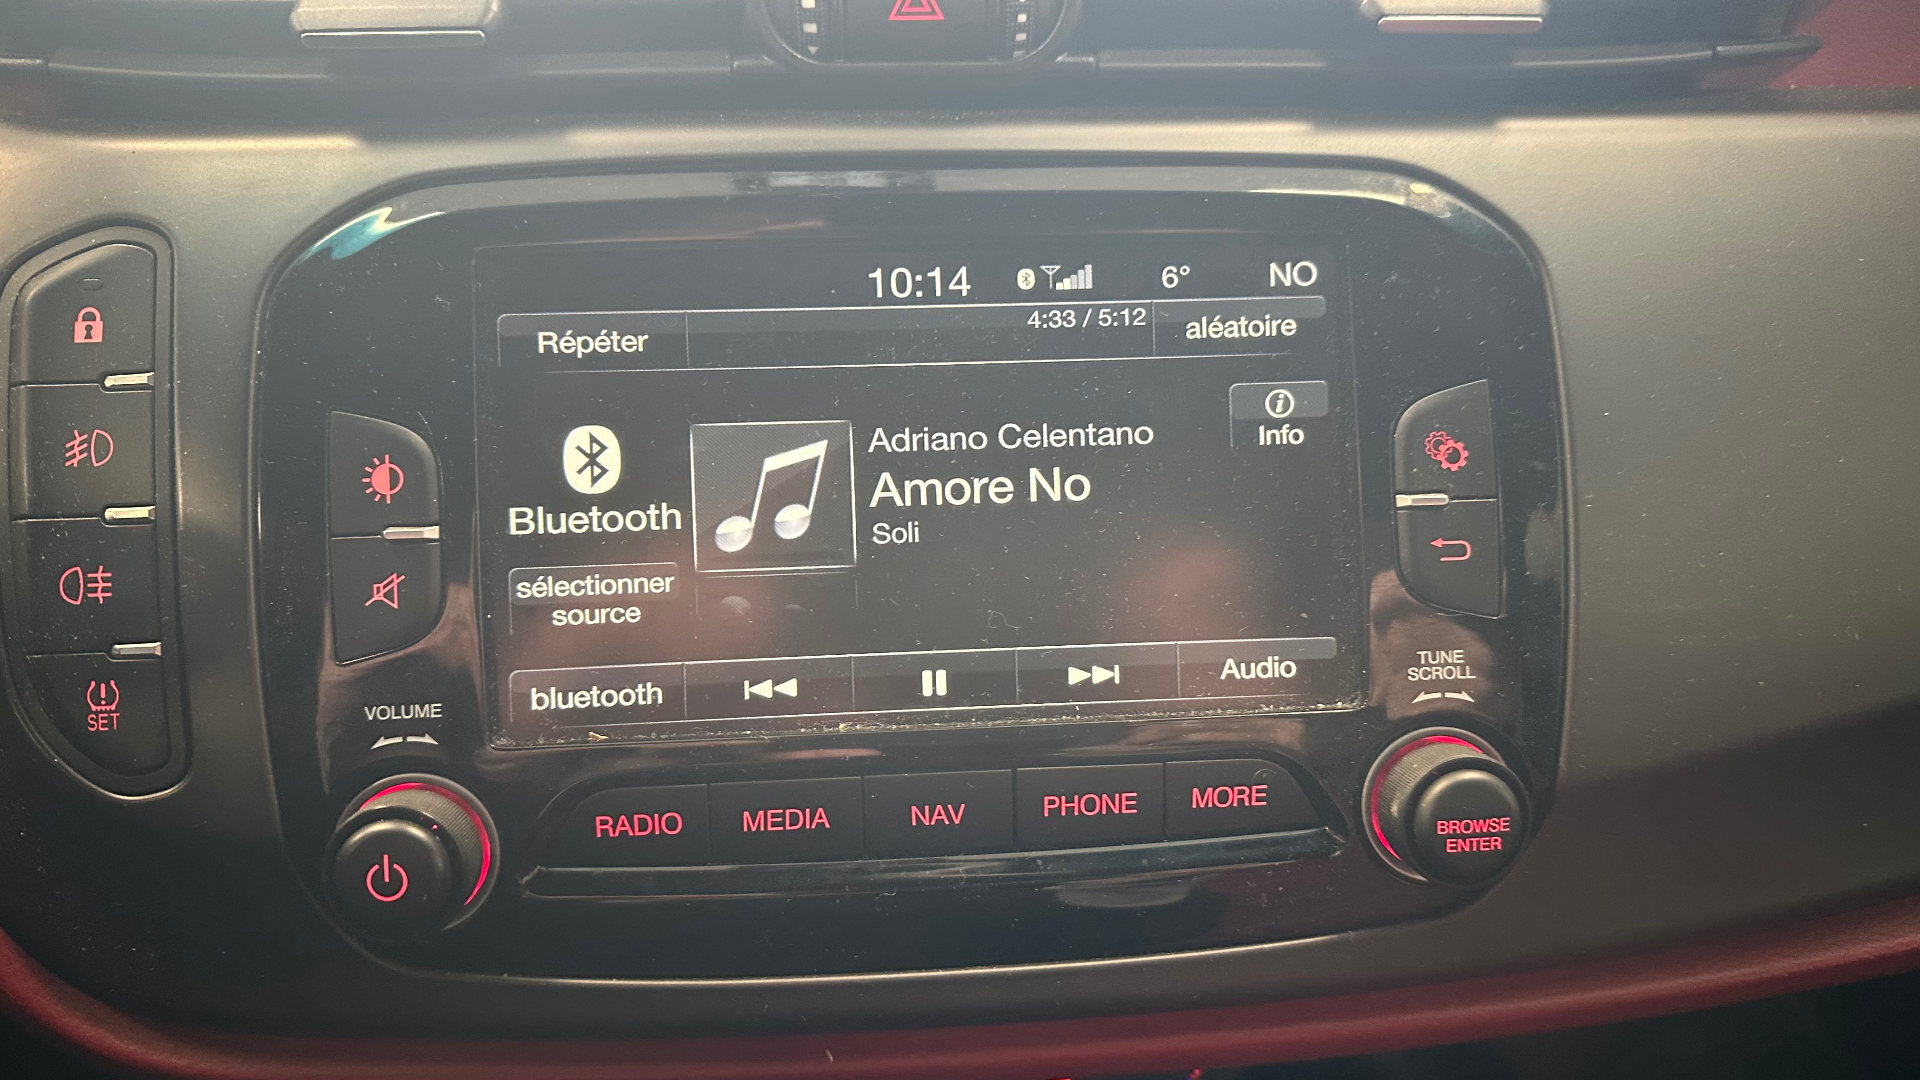 10:14 6° NO
Répéter 4:33 / 5:12 aléatoire
Info
Adriano Celentano
Amore No
Soli
Bluetooth
sélectionner
source
bluetooth Audio
SET
VOLUME
TUNE
SCROLL
RADIO MEDIA NAV PHONE MORE
BROWSE
ENTER